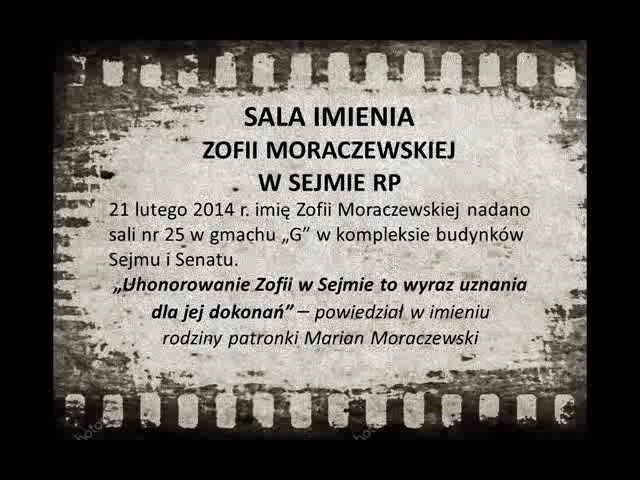 SALA IMIENIA
ZOFII MORACZEWSKIEJ
W SEJMIE RP
21 lutego 2014 r. imię Zofii Moraczewskiej nadano
sali nr 25 w gmachu „G” w kompleksie budynków
Sejmu i Senatu.
„Uhonorowanie Zofii w Sejmie to wyraz uznania
dla jej dokonań” – powiedział w imieniu
rodziny patronki Marian Moraczewski